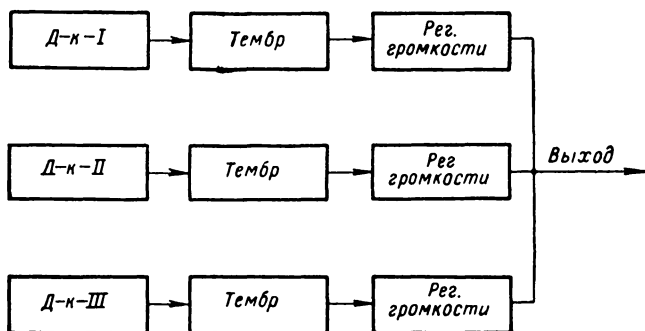 Д-к-I
Тембр
Рег.
громкости
Д-к-II
Тембр
Рег
громкости
Выход
Д-к-III
Тембр
Рег.
громкости